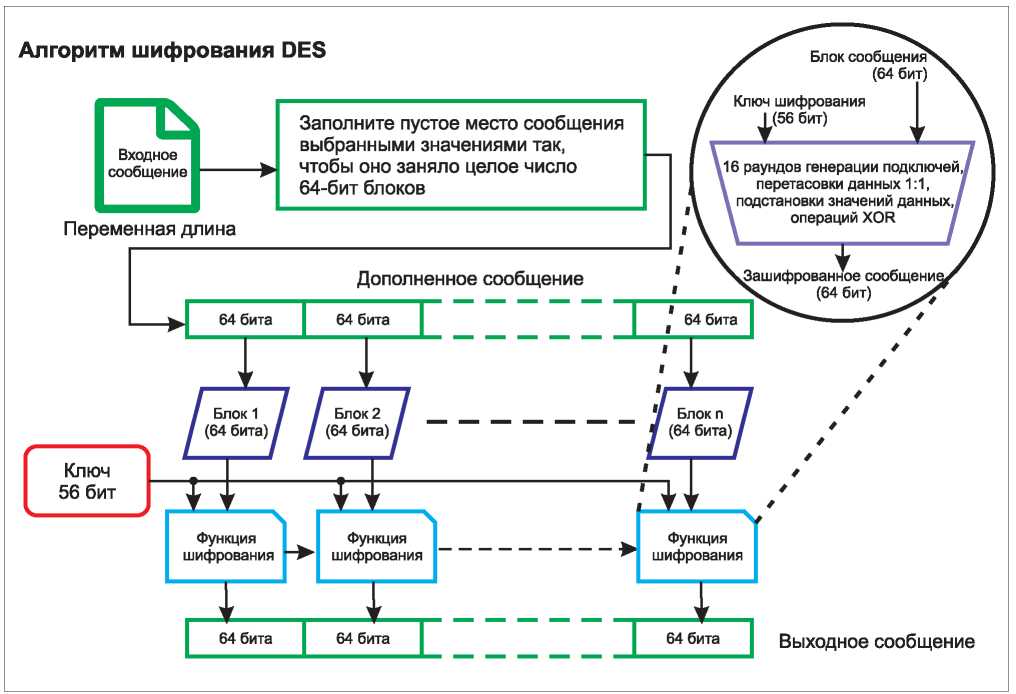 Алгоритм шифрования DES
Блок сообщения
(64 бит)
Ключ шифрования
(56 бит)
16 раундов генерации подключей,
перетасовки данных 1:1,
подстановки значений данных,
операций XOR
Зашифрованное сообщение
(64 бит)
Входное
сообщение
Переменная длина
Заполните пустое место сообщения
выбранными значениями так,
чтобы оно заняло целое число
64-бит блоков
Дополненное сообщение
64 бита
64 бита
64 бита
Блок 1
(64 бита)
Блок 2
(64 бита)
Блок n
(64 бита)
Ключ
56 бит
Функция
шифрования
Функция
шифрования
Функция
шифрования
64 бита
64 бита
64 бита
Выходное сообщение